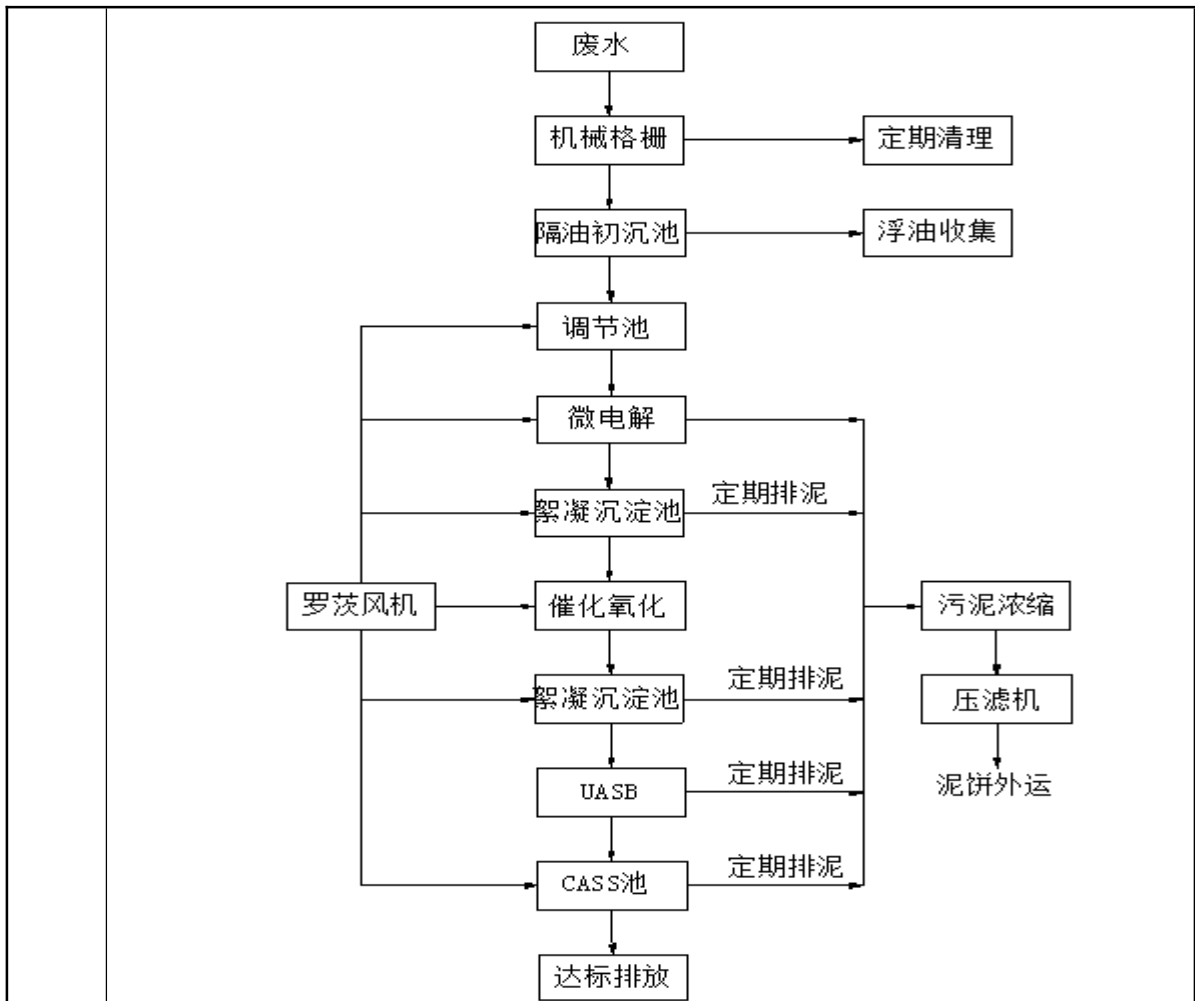 废水
机械格栅
定期清理
隔油初沉池
浮油收集
调节池
微电解
定期排泥
絮凝沉淀池
罗茨风机
催化氧化
污泥浓缩
定期排泥
絮凝沉淀池
压滤机
定期排泥
UASB
泥饼外运
定期排泥
CASS池
达标排放